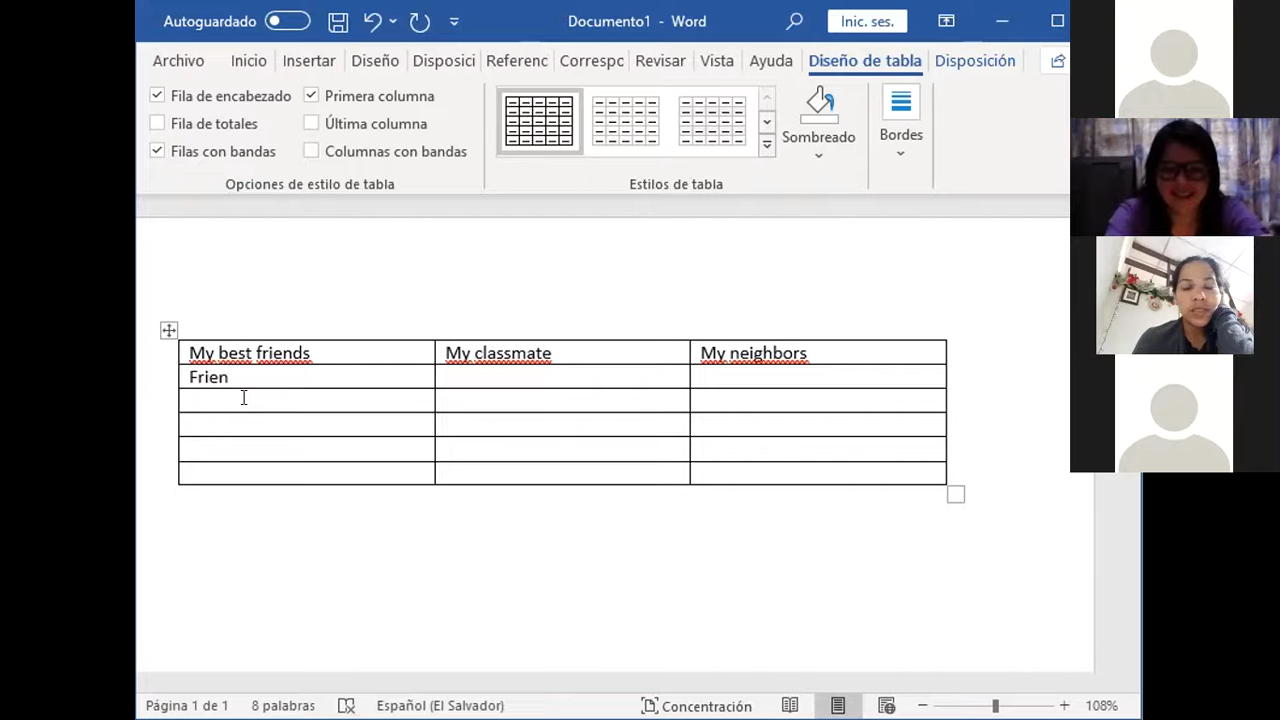 Autoguardado
Documento1 - Word
Inic. ses.
Archivo Inicio Insertar Diseño Disposici Referenc Correspc Revisar Vista Ayuda Diseño de tabla Disposición
Fila de encabezado Primera columna
Fila de totales Última columna
Filas con bandas Columnas con bandas
Opciones de estilo de tabla
Estilos de tabla
Sombreado
Bordes
My best friends My classmate My neighbors
Frien
Página 1 de 1 8 palabras Español (El Salvador) Concentración 108%